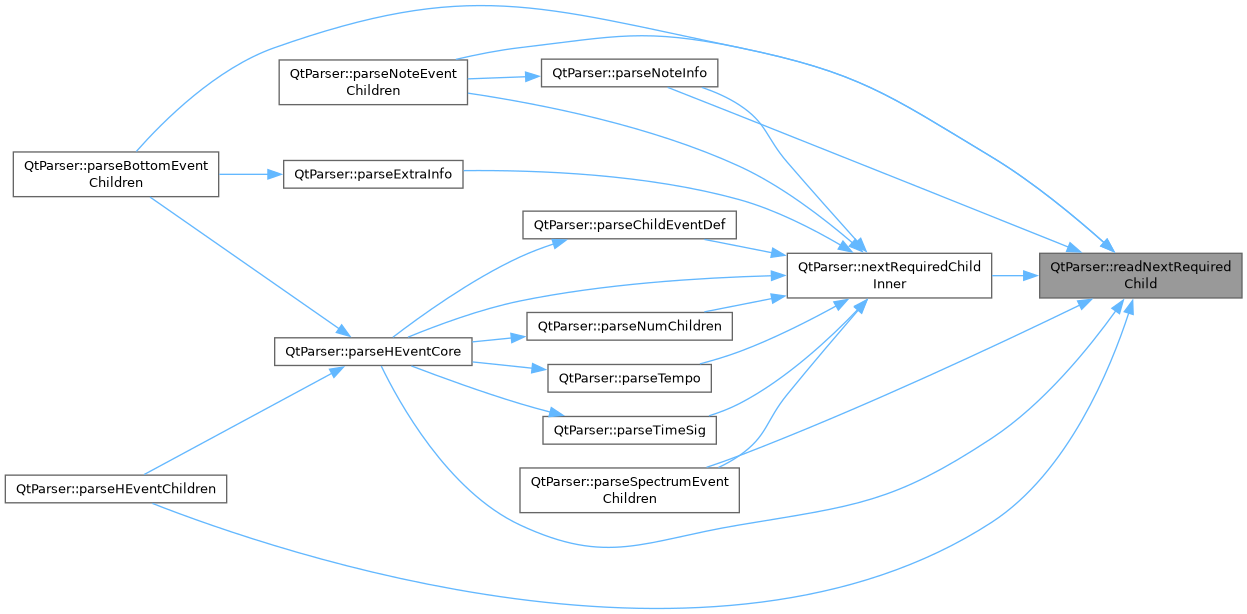 QtParser::parseNoteEvent
Children
QtParser::parseNoteInfo
QtParser::parseBottomEvent
Children
QtParser::parseExtraInfo
QtParser::parseChildEventDef
QtParser::nextRequiredChild
Inner
QtParser::readNextRequired
Child
QtParser::parseNumChildren
QtParser::parseHEventCore
QtParser::parseTempo
QtParser::parseTimeSig
QtParser::parseHEventChildren
QtParser::parseSpectrumEvent
Children